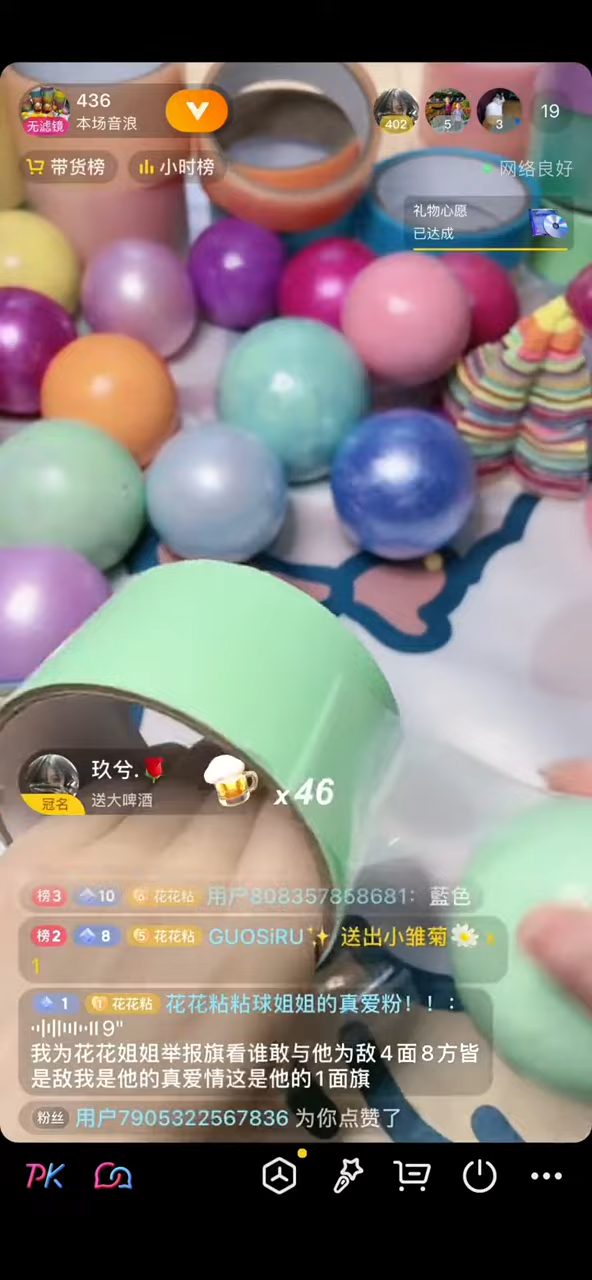 436
本场音浪
无滤镜
402
5
3
19
带货榜
小时榜
网络良好
礼物心愿
已达成
玖兮.🌹
冠名
送大啤酒
x46
榜3 10 花花粘 用户808357868681：蓝色
榜2 8 5 花花粘 GUOSiRU✨ 送出小雏菊🌼 x
1
1 1 花花粘 花花粘粘球姐姐的真爱粉！！：
9"
我为花花姐姐举报旗看谁敢与他为敌4面8方皆
是敌我是他的真爱情这是他的1面旗
粉丝 用户7905322567836 为你点赞了
PK